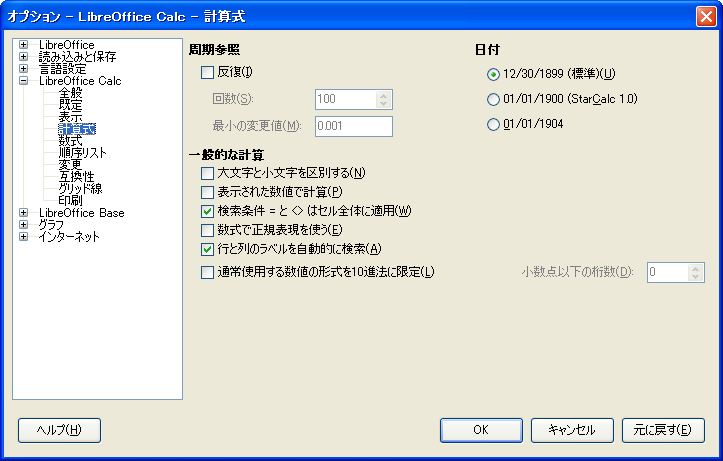 オプション - LibreOffice Calc - 計算式
LibreOffice
読み込みと保存
言語設定
LibreOffice Calc
全般
既定
表示
計算式
数式
順序リスト
変更
互換性
グリッド線
印刷
LibreOffice Base
グラフ
インターネット
周期参照
反復(I)
回数(S): 100
最小の変更値(M): 0.001
日付
12/30/1899 (標準)(U)
01/01/1900 (StarCalc 1.0)
01/01/1904
一般的な計算
大文字と小文字を区別する(N)
表示された数値で計算(P)
検索条件 = と <> はセル全体に適用(W)
数式で正規表現を使う(E)
行と列のラベルを自動的に検索(A)
通常使用する数値の形式を10進法に限定(L) 小数点以下の桁数(D): 0
ヘルプ(H) OK キャンセル 元に戻す(E)